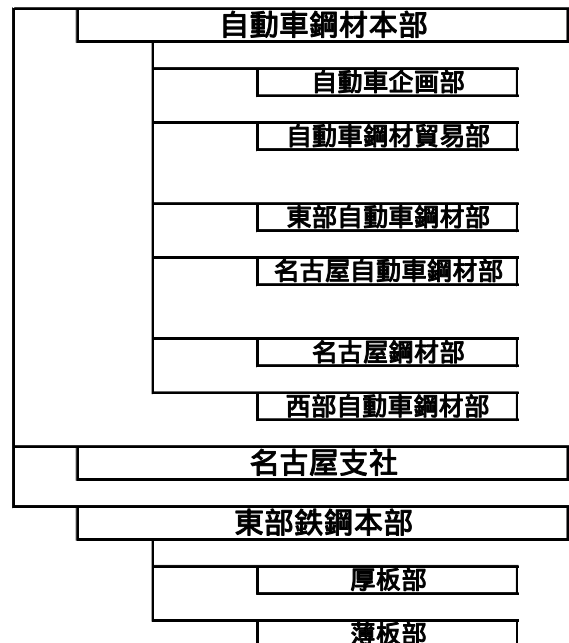 自動車鋼材本部
自動車企画部
自動車鋼材貿易部
東部自動車鋼材部
名古屋自動車鋼材部
名古屋鋼材部
西部自動車鋼材部
名古屋支社
東部鉄鋼本部
厚板部
薄板部